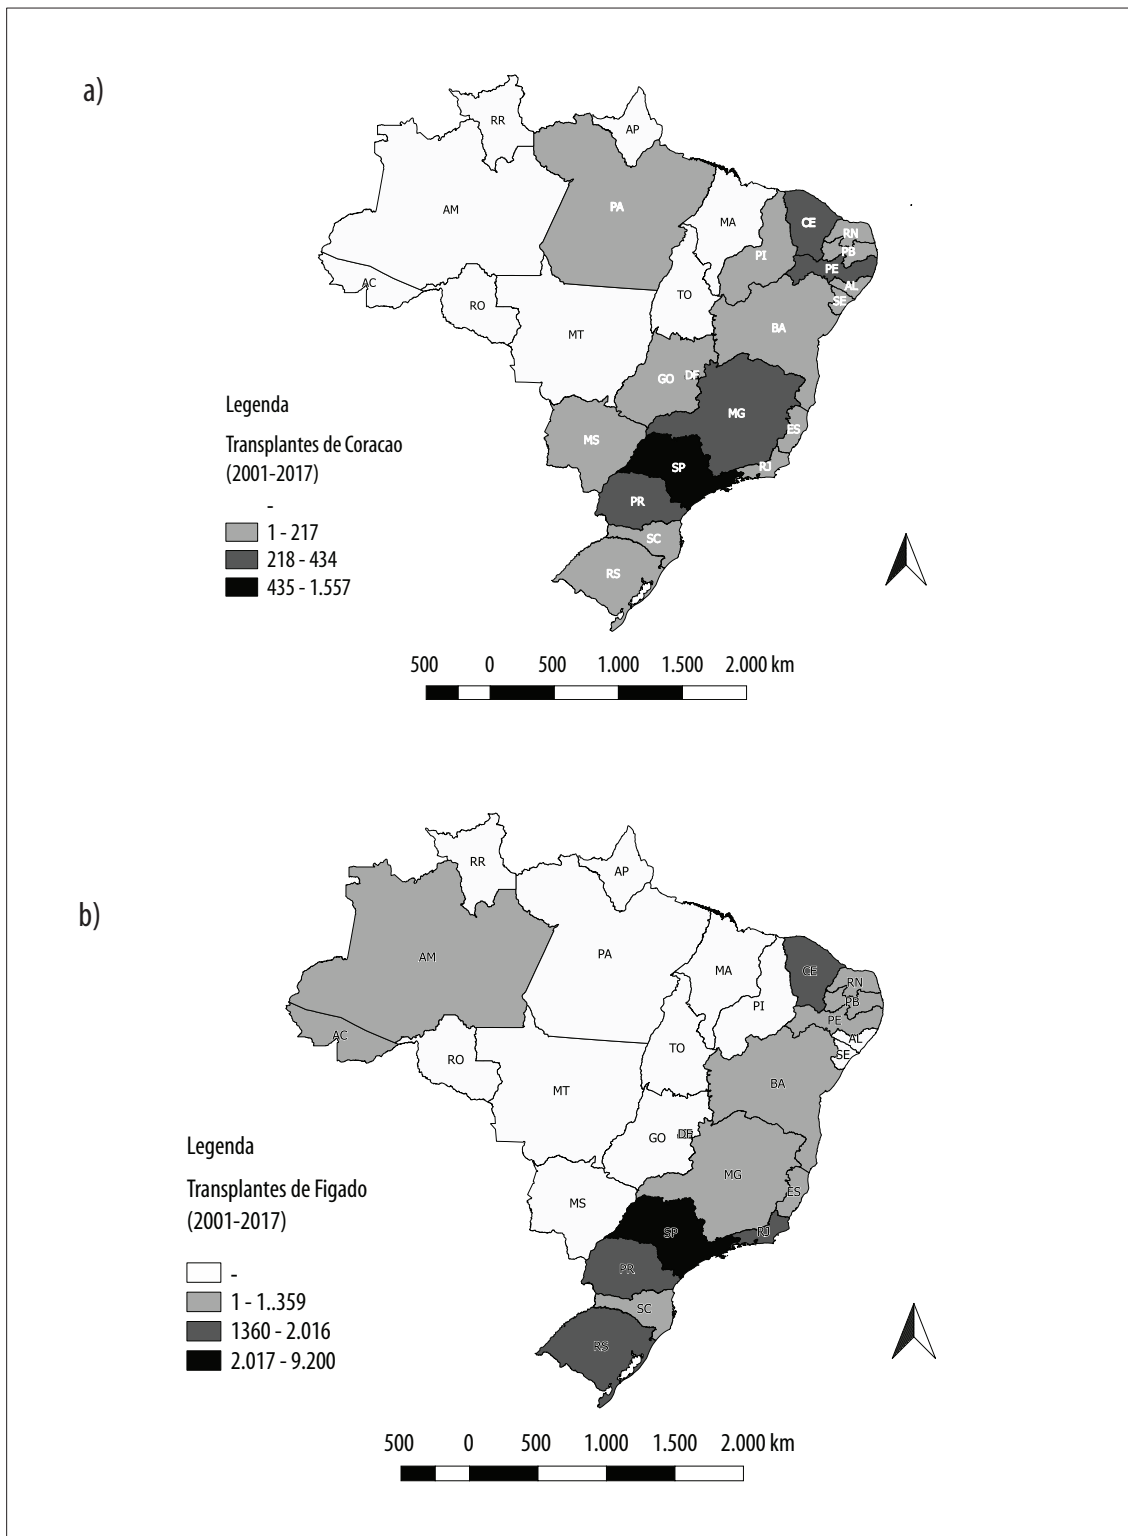 a)
RR
AP
AM
PA
MA
CE
RN
PB
PI
PE
AL
SE
AC
RO
TO
MT
BA
GO
DF
MG
ES
MS
RJ
SP
PR
SC
RS
Legenda
Transplantes de Coracao
(2001-2017)
-
1 - 217
218 - 434
435 - 1.557
500 0 500 1.000 1.500 2.000 km
b)
RR
AP
AM
PA
MA
CE
RN
PB
PI
PE
AL
SE
AC
RO
TO
MT
BA
GO
DF
MG
ES
MS
RJ
SP
PR
SC
RS
Legenda
Transplantes de Figado
(2001-2017)
-
1 - 1..359
1360 - 2.016
2.017 - 9.200
500 0 500 1.000 1.500 2.000 km